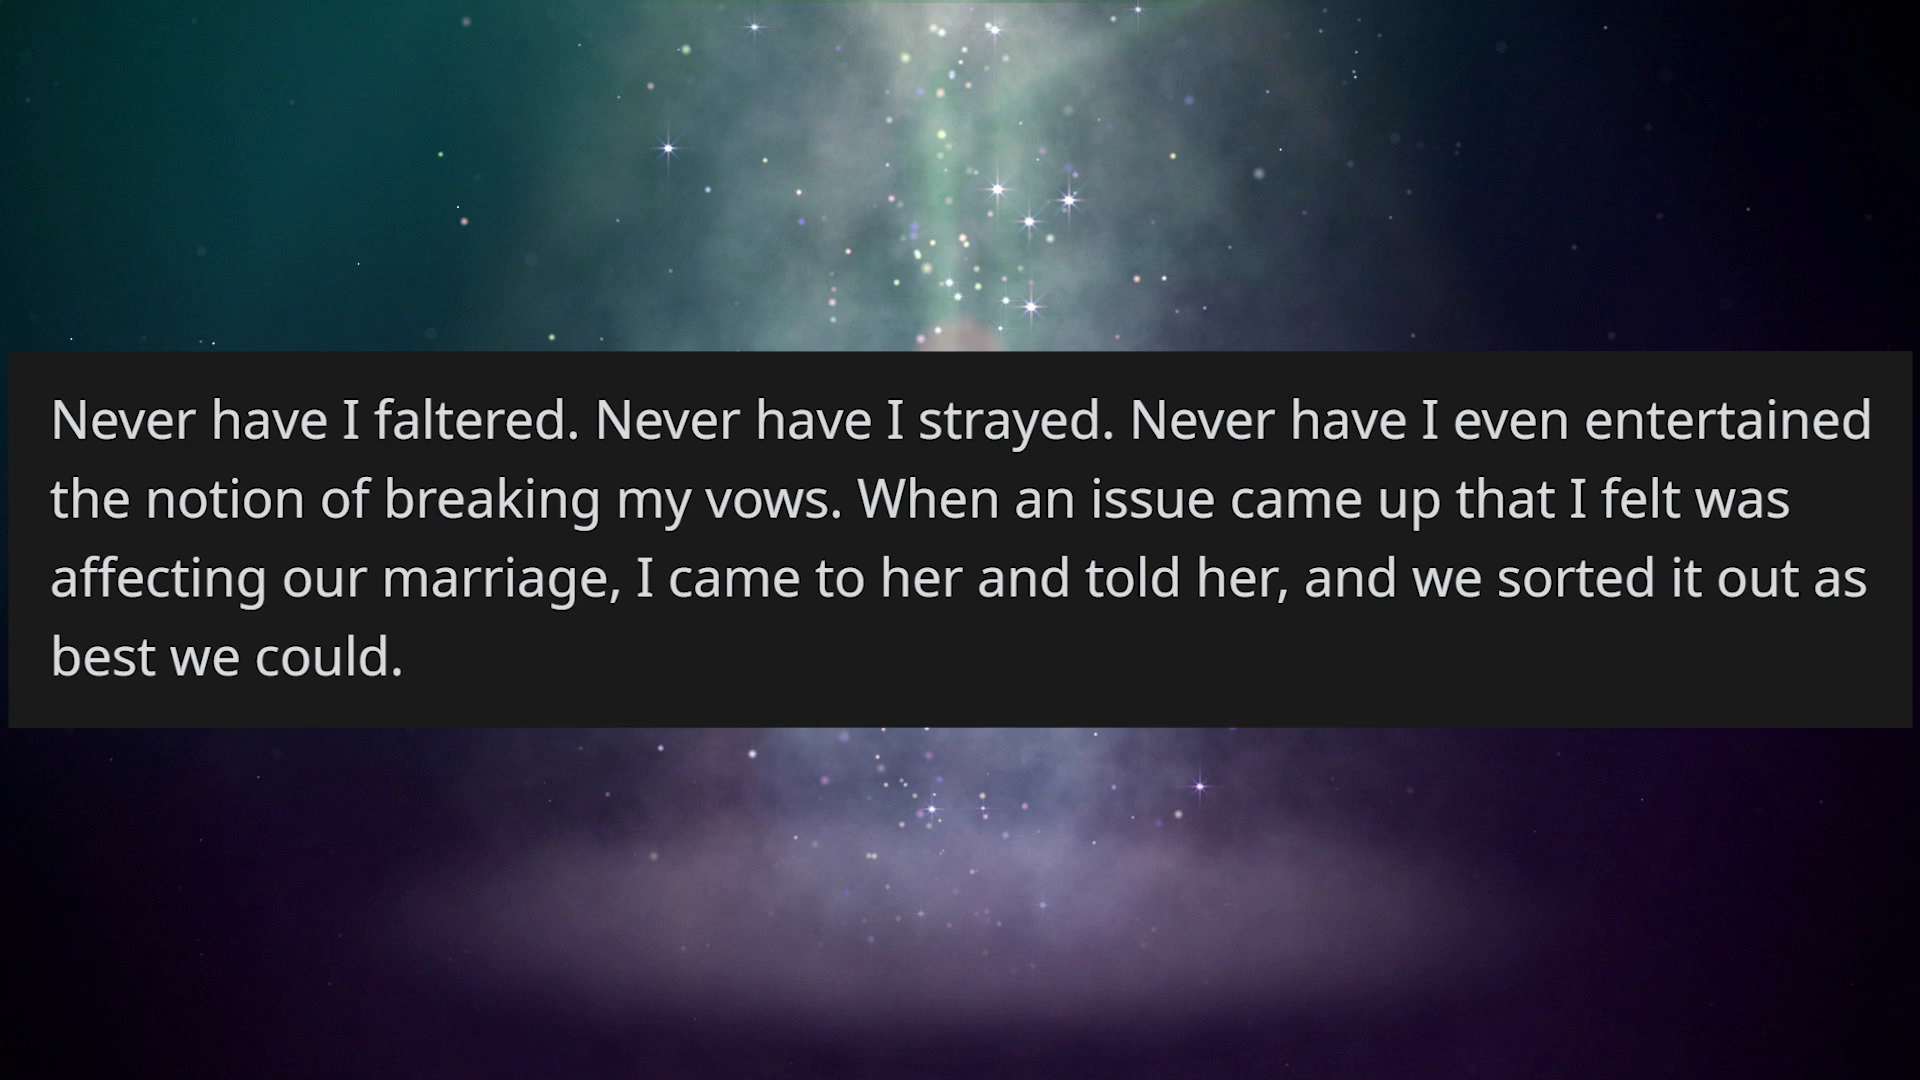 Never have I faltered. Never have I strayed. Never have I even entertained
the notion of breaking my vows. When an issue came up that I felt was
affecting our marriage, I came to her and told her, and we sorted it out as
best we could.